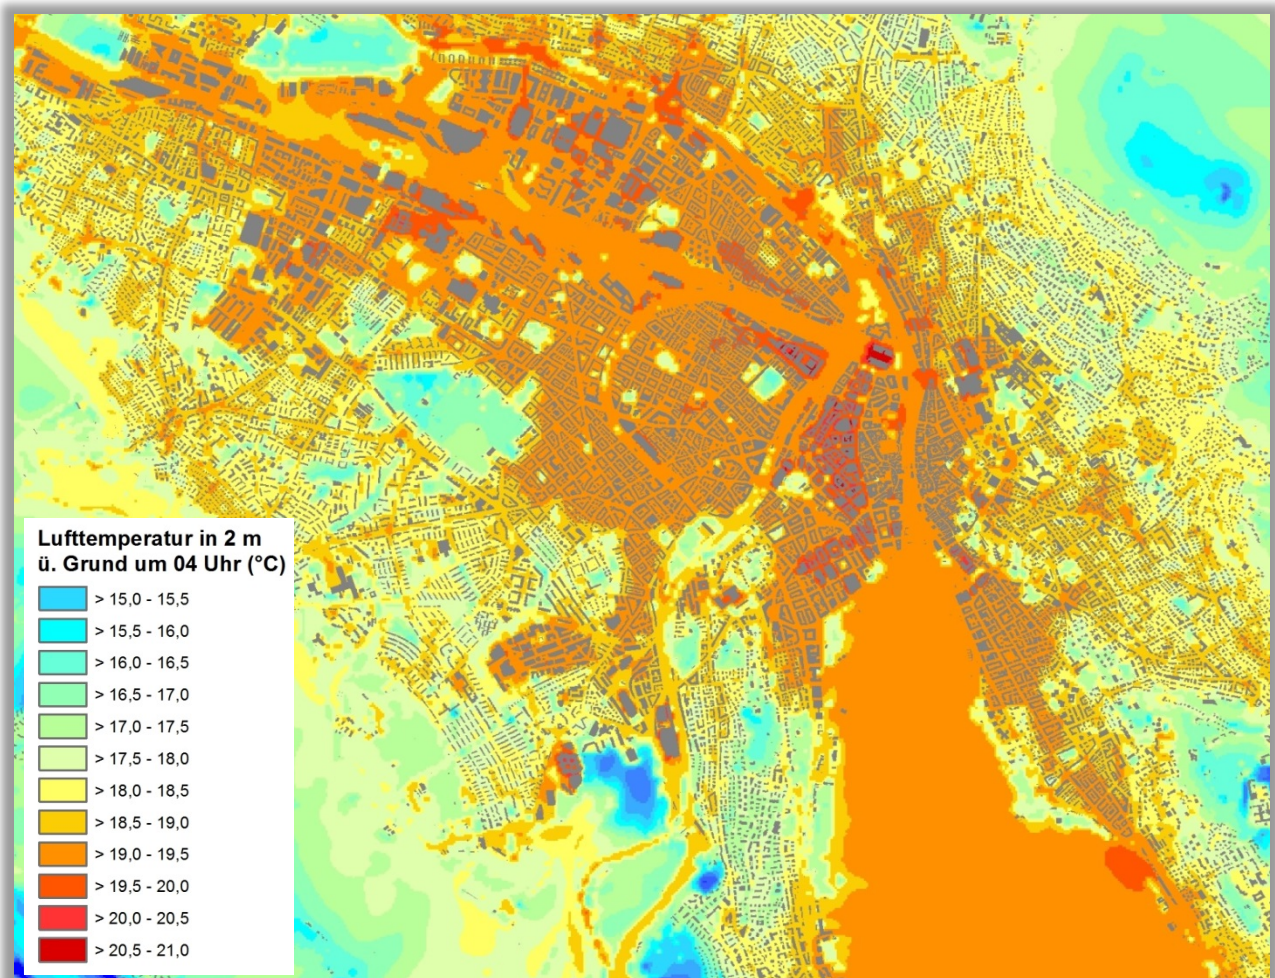 Lufttemperatur in 2 m
ü. Grund um 04 Uhr (°C)
> 15,0 - 15,5
> 15,5 - 16,0
> 16,0 - 16,5
> 16,5 - 17,0
> 17,0 - 17,5
> 17,5 - 18,0
> 18,0 - 18,5
> 18,5 - 19,0
> 19,0 - 19,5
> 19,5 - 20,0
> 20,0 - 20,5
> 20,5 - 21,0